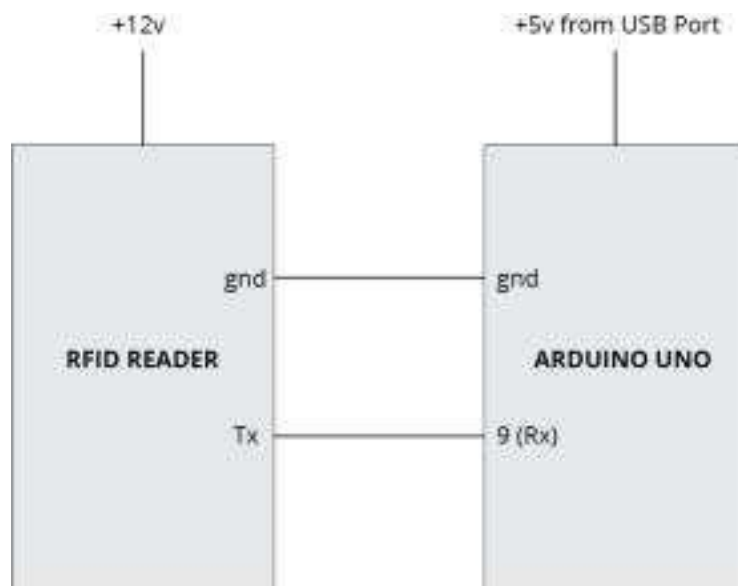 +12v
+5v from USB Port
gnd
gnd
RFID READER
ARDUINO UNO
Tx
9 (Rx)